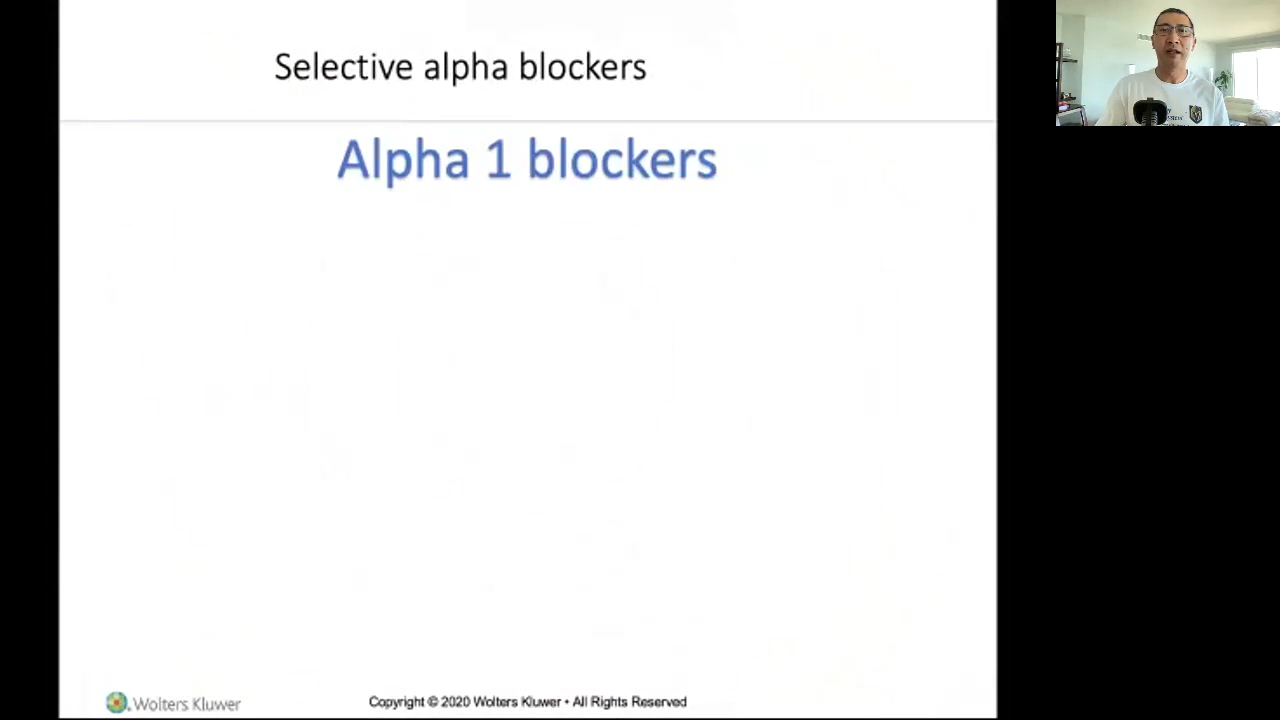 Selective alpha blockers
Alpha 1 blockers
Wolters Kluwer
Copyright © 2020 Wolters Kluwer • All Rights Reserved